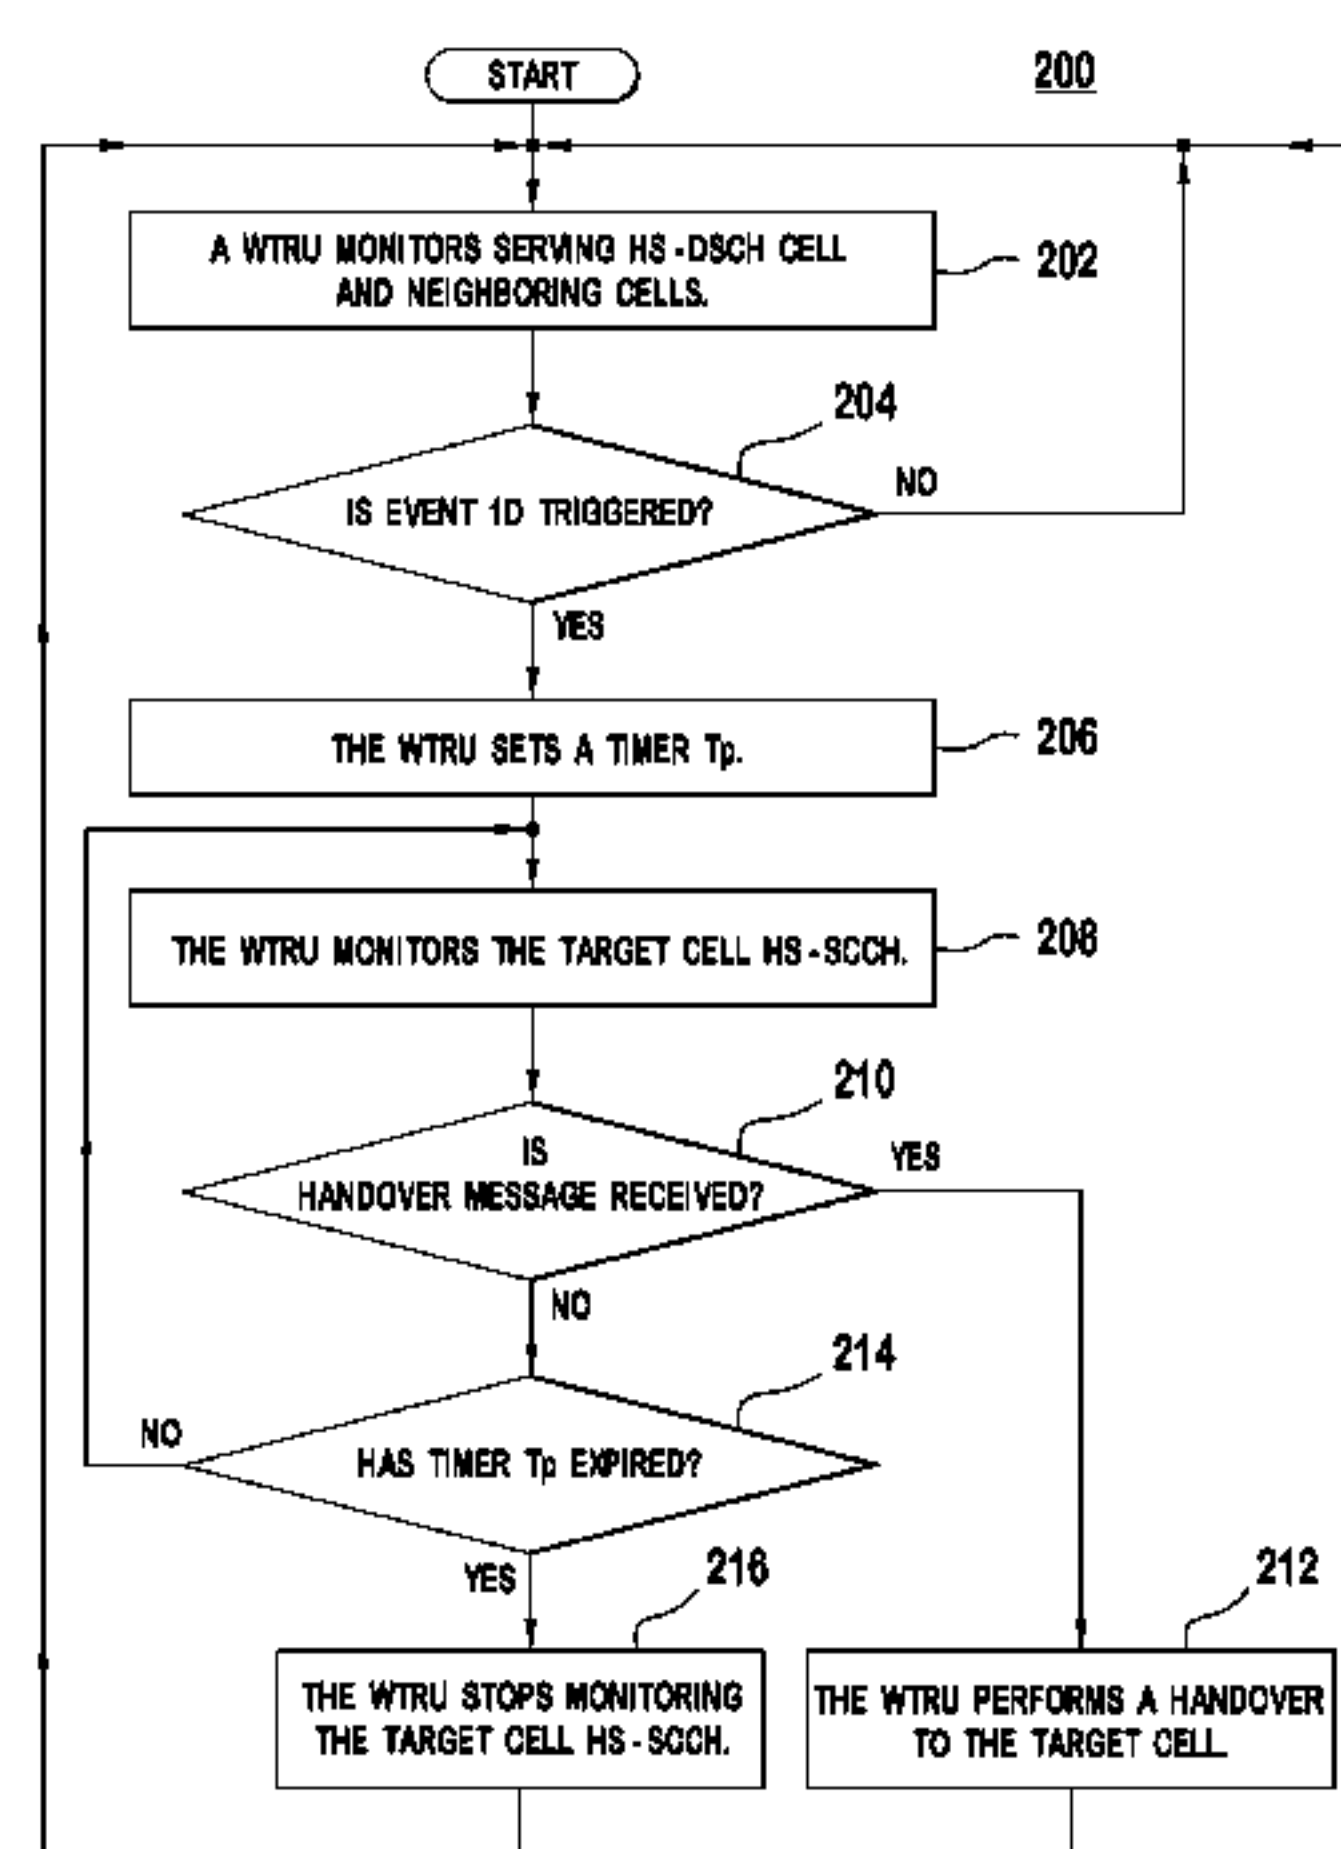 START
200
A WTRU MONITORS SERVING HS-DSCH CELL
AND NEIGHBORING CELLS.
202
204
IS EVENT 1D TRIGGERED?
NO
YES
THE WTRU SETS A TIMER Tp.
206
THE WTRU MONITORS THE TARGET CELL HS-SCCH.
208
210
IS
HANDOVER MESSAGE RECEIVED?
YES
NO
214
HAS TIMER Tp EXPIRED?
NO
YES
216
212
THE WTRU STOPS MONITORING
THE TARGET CELL HS-SCCH.
THE WTRU PERFORMS A HANDOVER
TO THE TARGET CELL.